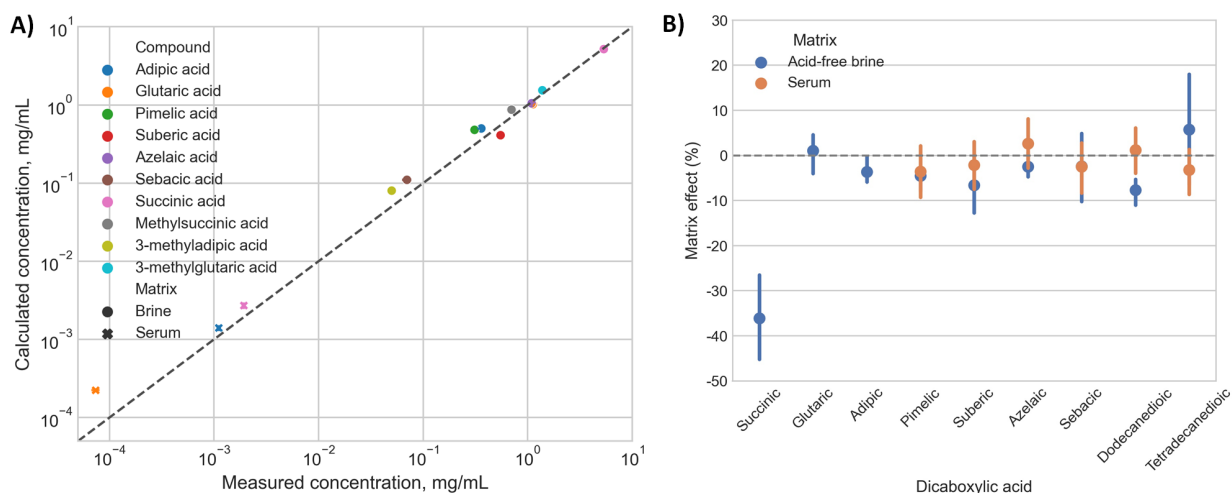 A)
Calculated concentration, mg/mL
10^1
10^0
10^−1
10^−2
10^−3
10^−4
Compound
Adipic acid
Glutaric acid
Pimelic acid
Suberic acid
Azelaic acid
Sebacic acid
Succinic acid
Methylsuccinic acid
3-methyladipic acid
3-methylglutaric acid
Matrix
Brine
Serum
10^−4 10^−3 10^−2 10^−1 10^0 10^1
Measured concentration, mg/mL
B)
Matrix effect (%)
30
20
10
0
-10
-20
-30
-40
-50
Matrix
Acid-free brine
Serum
Succinic
Glutaric
Adipic
Pimelic
Suberic
Azelaic
Sebacic
Dodecanedioic
Tetradecanedioic
Dicaboxylic acid